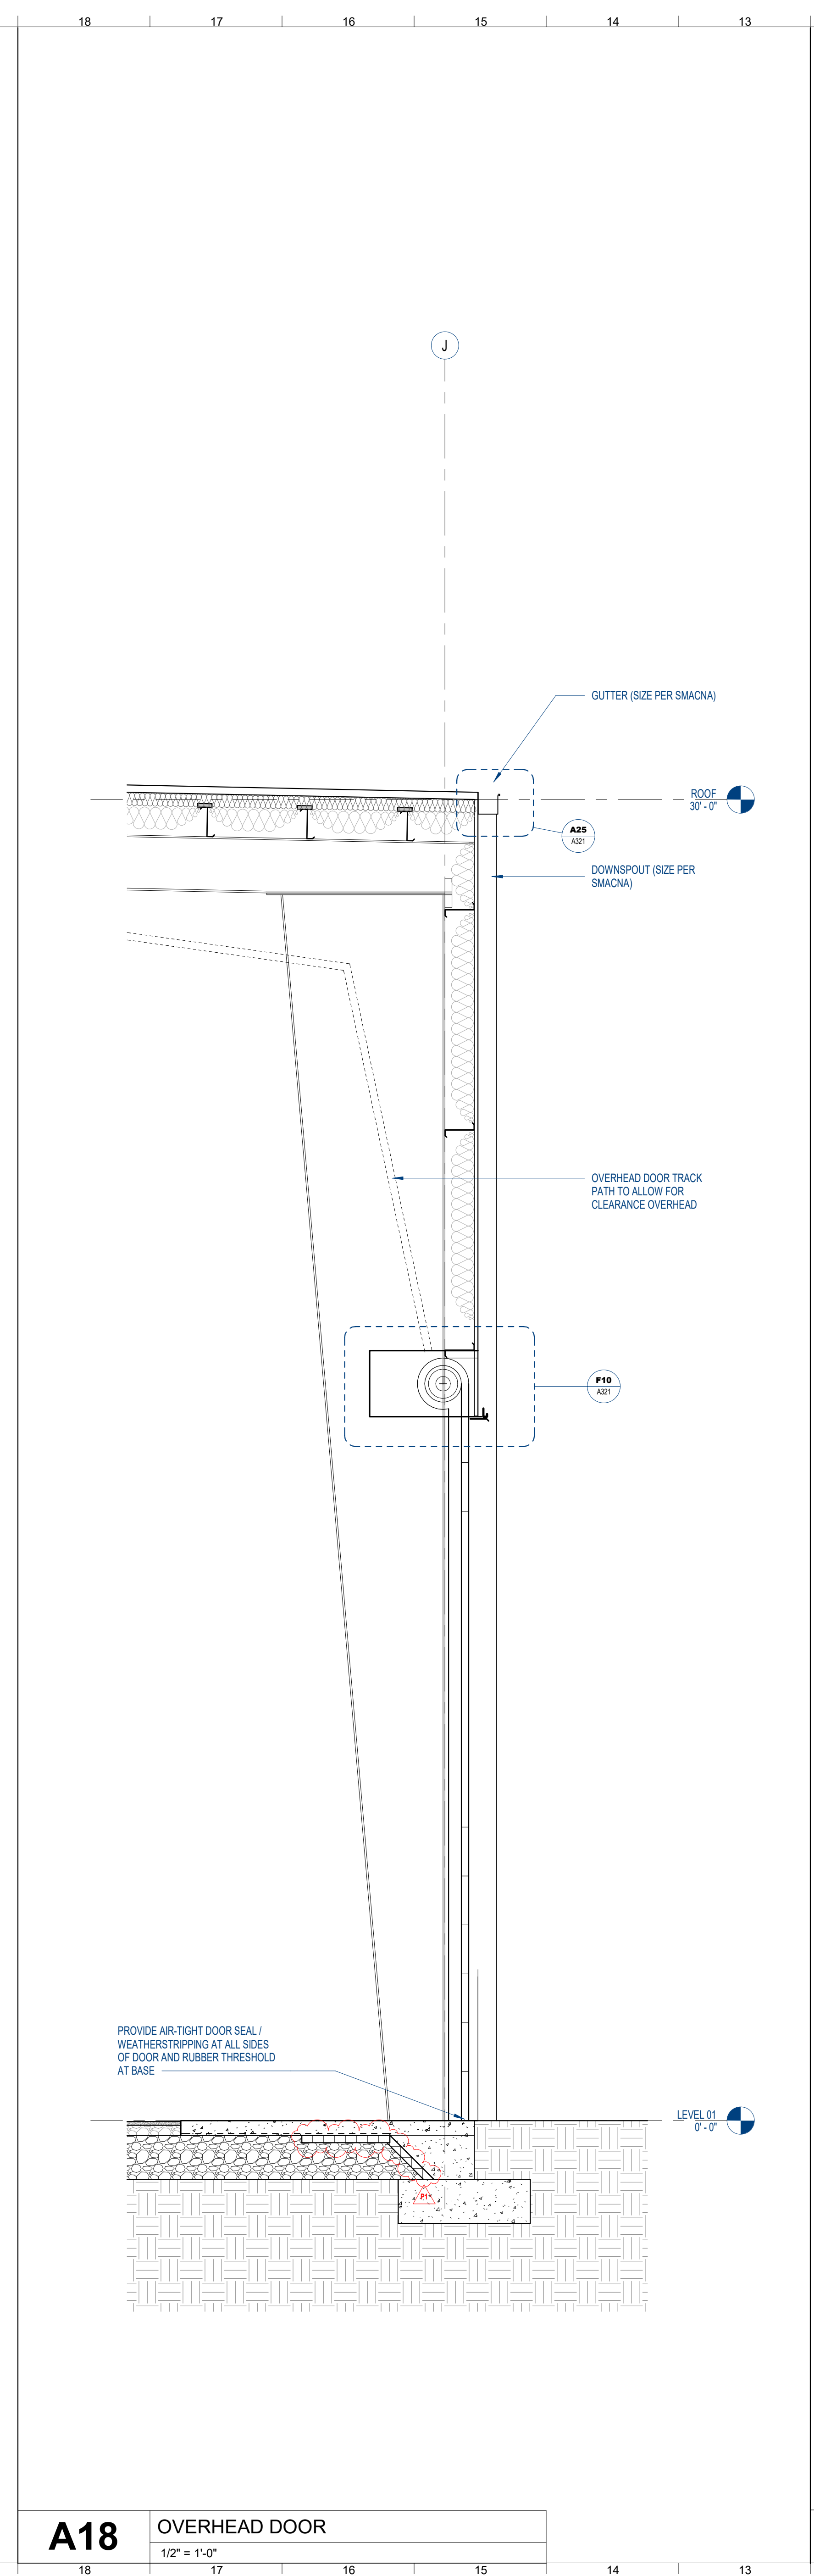 18 17 16 15 14 13
J
GUTTER (SIZE PER SMACNA)
ROOF
30' - 0"
A25
A321
DOWNSPOUT (SIZE PER
SMACNA)
OVERHEAD DOOR TRACK
PATH TO ALLOW FOR
CLEARANCE OVERHEAD
F10
A321
PROVIDE AIR-TIGHT DOOR SEAL /
WEATHERSTRIPPING AT ALL SIDES
OF DOOR AND RUBBER THRESHOLD
AT BASE
LEVEL 01
0' - 0"
P1
A18
OVERHEAD DOOR
1/2" = 1'-0"
18 17 16 15 14 13